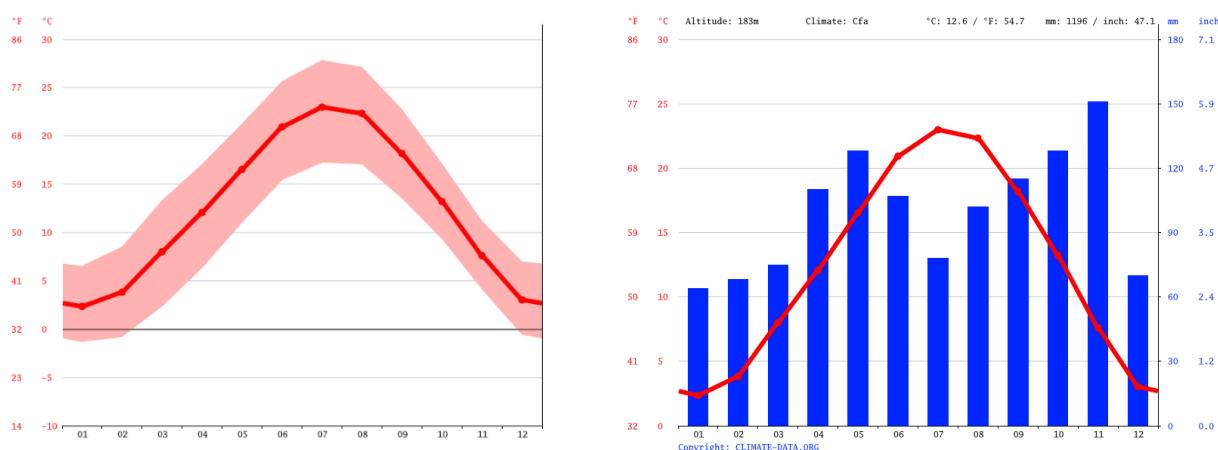 °F °C
86 30
77 25
68 20
59 15
50 10
41 5
32 0
23 -5
14 -10
01 02 03 04 05 06 07 08 09 10 11 12
°F °C Altitude: 183m Climate: Cfa °C: 12.6 / °F: 54.7 mm: 1196 / inch: 47.1 mm inch
86 30 180 7.1
77 25 150 5.9
68 20 120 4.7
59 15 90 3.5
50 10 60 2.4
41 5 30 1.2
32 0 0 0.0
01 02 03 04 05 06 07 08 09 10 11 12
Copyright: CLIMATE-DATA.ORG